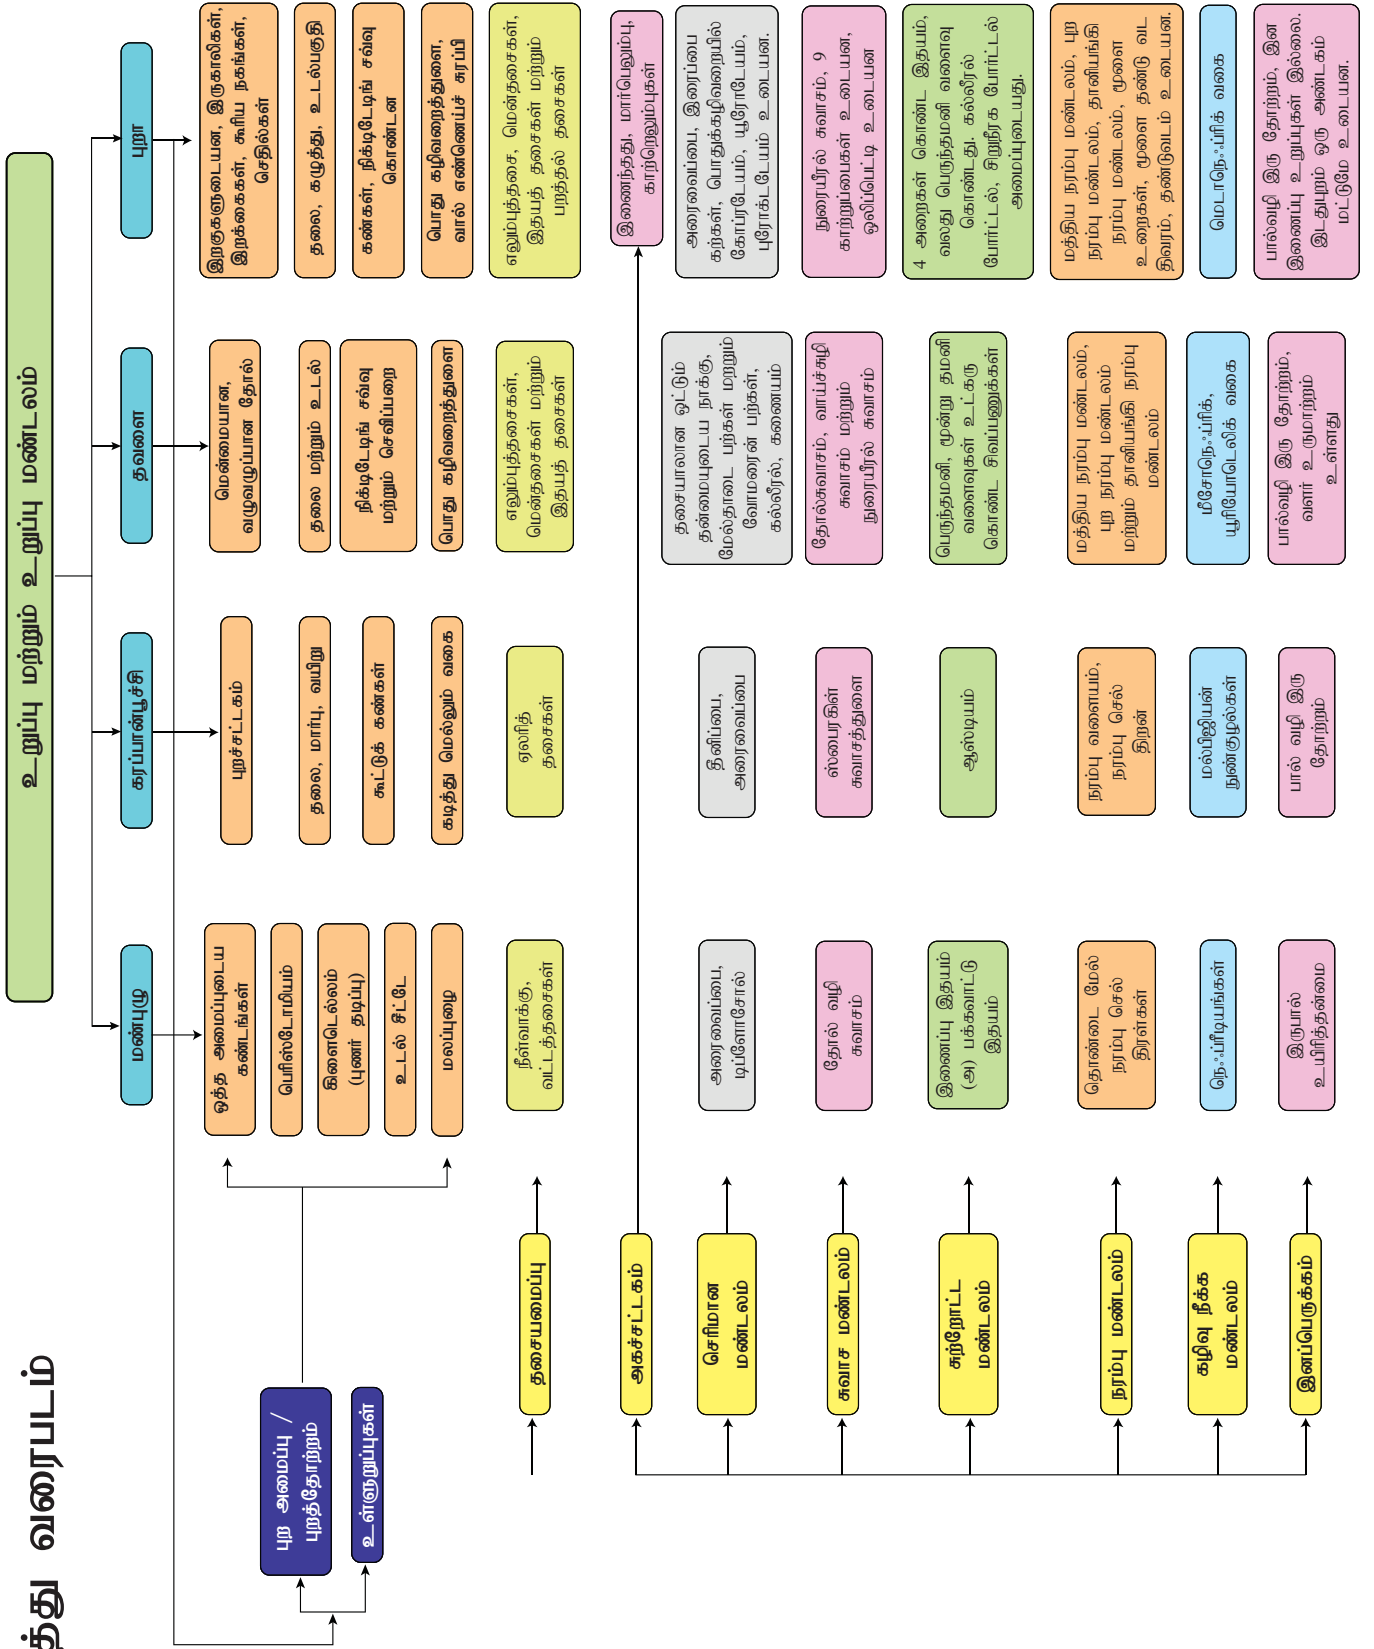 த்து வரைபடம்
உறுப்பு மற்றும் உறுப்பு மண்டலம்
மண்புழு
கரப்பான்பூச்சி
தவளை
புறா
புற அமைப்பு /
புறத்தோற்றம்
உள்ளுறுப்புகள்
ஒத்த அமைப்புடைய
கண்டங்கள்
பெரிஸ்டோமியம்
கிளைடெல்லம்
(புணர் தடிப்பு)
உடல் சீட்டே
மலப்புழை
புறச்சட்டகம்
தலை, மார்பு, வயிறு
கூட்டுக் கண்கள்
கடித்து மெல்லும் வகை
மென்மையான,
வழுவழுப்பான தோல்
தலை மற்றும் உடல்
நிக்டிடேடிங் சவ்வு
மற்றும் செவிப்பறை
பொது கழிவறைத்துளை
இறகுகளுடையன, இருகாலிகள்,
இறக்கைகள், கூரிய நகங்கள்,
செதில்கள்
தலை, கழுத்து, உடல்பகுதி
கண்கள், நிக்டிடேடிங் சவ்வு
கொண்டன
பொது கழிவறைத்துளை,
வால் எண்ணெய்ச் சுரப்பி
தசையமைப்பு
நீள்வாக்கு,
வட்டத்தசைகள்
ஏலரித்
தசைகள்
எலும்புத்தசைகள்,
மென்தசைகள் மற்றும்
இதயத் தசைகள்
எலும்புத்தசை, மென்தசைகள்,
இதயத் தசைகள் மற்றும்
பறத்தல் தசைகள்
அகச்சட்டகம்
இணைந்தது, மார்பெலும்பு,
காற்றெலும்புகள்
செரிமான
மண்டலம்
அரைவைப்பை,
டிப்ளோசோல்
தீனிப்பை,
அரைவைப்பை
தசையாலான ஒட்டும்
தன்மையுடைய நாக்கு,
மேல்தாடை பற்கள் மற்றும்
வோமரைன் பற்கள்,
கல்லீரல், கணையம்
அரைவைப்பை, இரைப்பை
கற்கள், பொதுக்கழிவறையில்
கோப்ரடேயம், யூரோடேயம்,
புரோக்டடேயம் உடையன.
சுவாச மண்டலம்
தோல் வழி
சுவாசம்
ஸ்பைரகிள்
சுவாசத்துளை
தோல்சுவாசம், வாய்ச்சுழி
சுவாசம் மற்றும்
நுரையீரல் சுவாசம்
நுரையீரல் சுவாசம், 9
காற்றுப்பைகள் உடையன,
ஒலிப்பெட்டி உடையன
சுற்றோட்ட
மண்டலம்
இணைப்பு இதயம்
(அ) பக்கவாட்டு
இதயம்
ஆஸ்டியம்
பெருந்தமனி, மூன்று தமனி
வளைவுகள் உட்கரு
கொண்ட சிவப்பணுக்கள்
4 அறைகள் கொண்ட இதயம்,
வலது பெருந்தமனி வளைவு
கொண்டது. கல்லீரல்
போர்ட்டல், சிறுநீரக போர்ட்டல்
அமைப்புடையது.
நரம்பு மண்டலம்
தொண்டை மேல்
நரம்பு செல்
திரள்கள்
நரம்பு வளையம்,
நரம்பு செல்
திறன்
மத்திய நரம்பு மண்டலம்,
புற நரம்பு மண்டலம்
மற்றும் தானியங்கி நரம்பு
மண்டலம்
மத்திய நரம்பு மண்டலம், புற
நரம்பு மண்டலம், தானியங்கி
நரம்பு மண்டலம், மூளை
உறைகள், மூளை தண்டு வட
திரவம், தண்டுவடம் உடையன.
கழிவு நீக்க
மண்டலம்
நெஃப்ரீடியங்கள்
மல்பிஜியன்
நுண்குழல்கள்
மீசோநெஃப்ரிக்,
யூரியோடெலிக் வகை
மெடாநெஃப்ரிக் வகை
இனப்பெருக்கம்
இருபால்
உயிரித்தன்மை
பால் வழி இரு
தோற்றம்
பால்வழி இரு தோற்றம்,
வளர் உருமாற்றம்
உள்ளது
பால்வழி இரு தோற்றம், இன
இணைப்பு உறுப்புகள் இல்லை.
இடதுபுறம் ஒரு அண்டகம்
மட்டுமே உடையன.